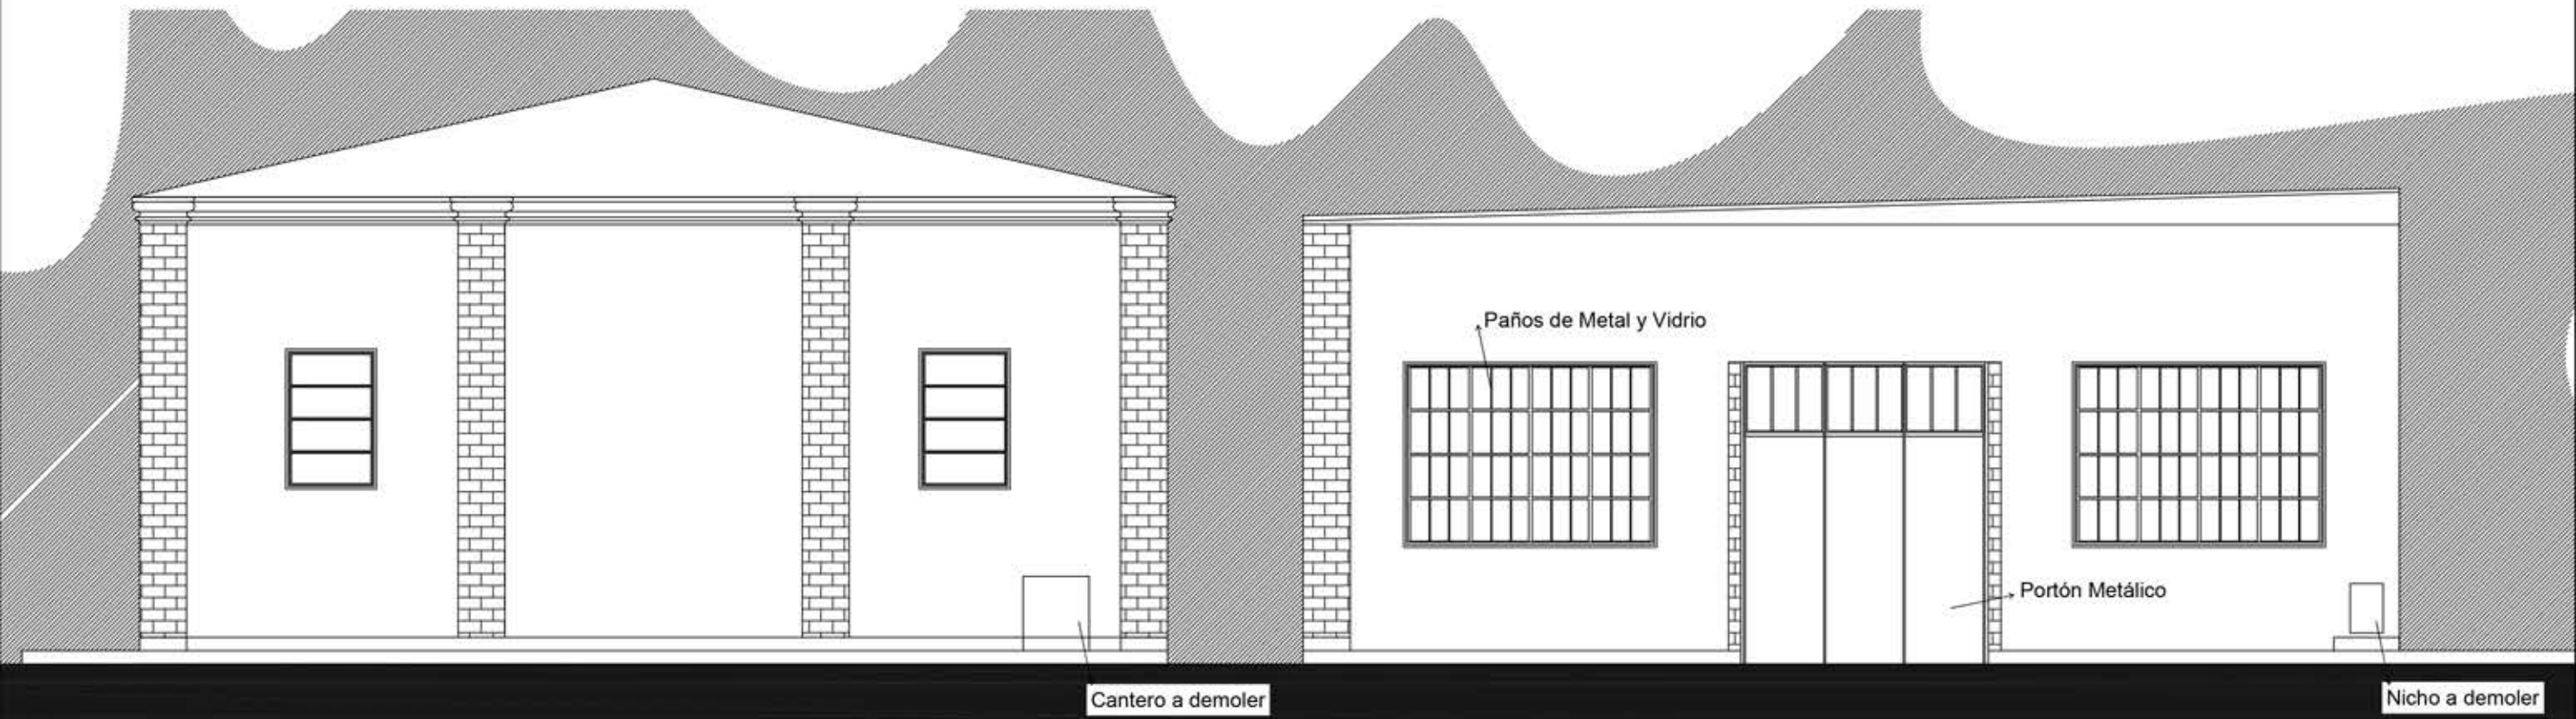 Paños de Metal y Vidrio
Portón Metálico
Cantero a demoler
Nicho a demoler